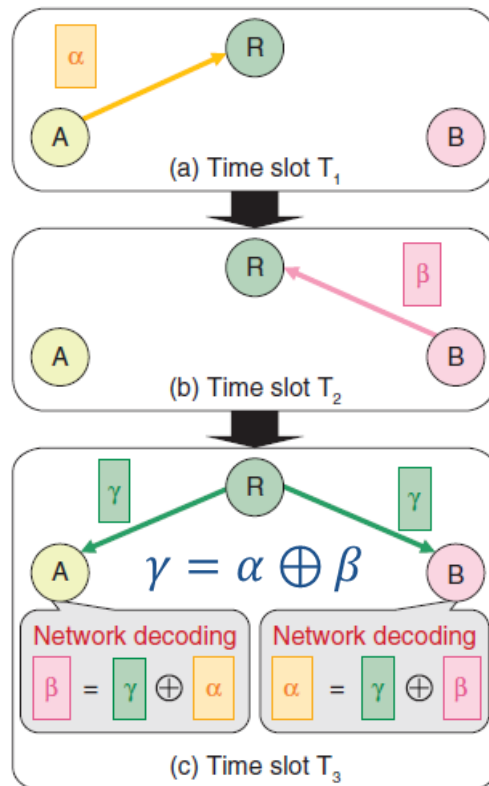 R
α
A
B
(a) Time slot T₁
R
β
A
B
(b) Time slot T₂
R
γ
γ
A
γ = α ⊕ β
B
Network decoding
β = γ ⊕ α
Network decoding
α = γ ⊕ β
(c) Time slot T₃